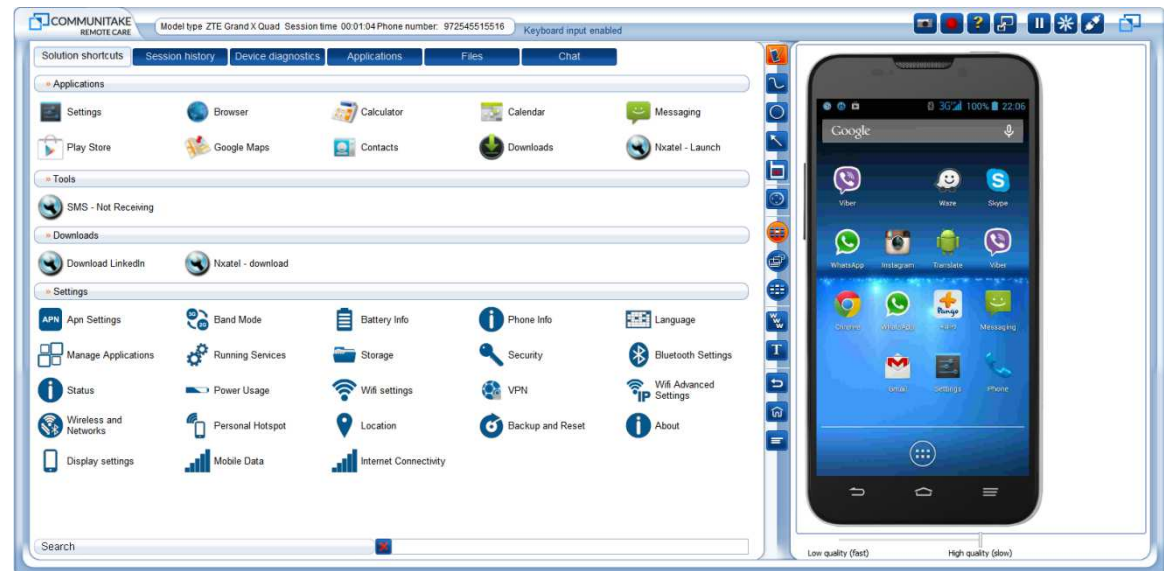 COMMUNITAKE
REMOTE CARE
Model type ZTE Grand X Quad Session time 00:01:04 Phone number: 972545515516
Keyboard input enabled
Solution shortcuts Session history Device diagnostics Applications Files Chat
» Applications
Settings Browser Calculator Calendar Messaging
Play Store Google Maps Contacts Downloads Nxatel - Launch
» Tools
SMS - Not Receiving
» Downloads
Download LinkedIn Nxatel - download
» Settings
APN Apn Settings 3G 2G Band Mode Battery Info Phone Info Language
Manage Applications Running Services Storage Security Bluetooth Settings
Status Power Usage Wifi settings VPN IP Wifi Advanced
Settings
Wireless and
Networks Personal Hotspot Location Backup and Reset About
Display settings Mobile Data Internet Connectivity
Search
W W W
T
3G 100% 22:06
Google
Viber Waze Skype
WhatsApp Instagram Translate Viber
Pango
Chrome WhatsApp Messaging
Gmail Settings Phone
Low quality (fast) High quality (slow)